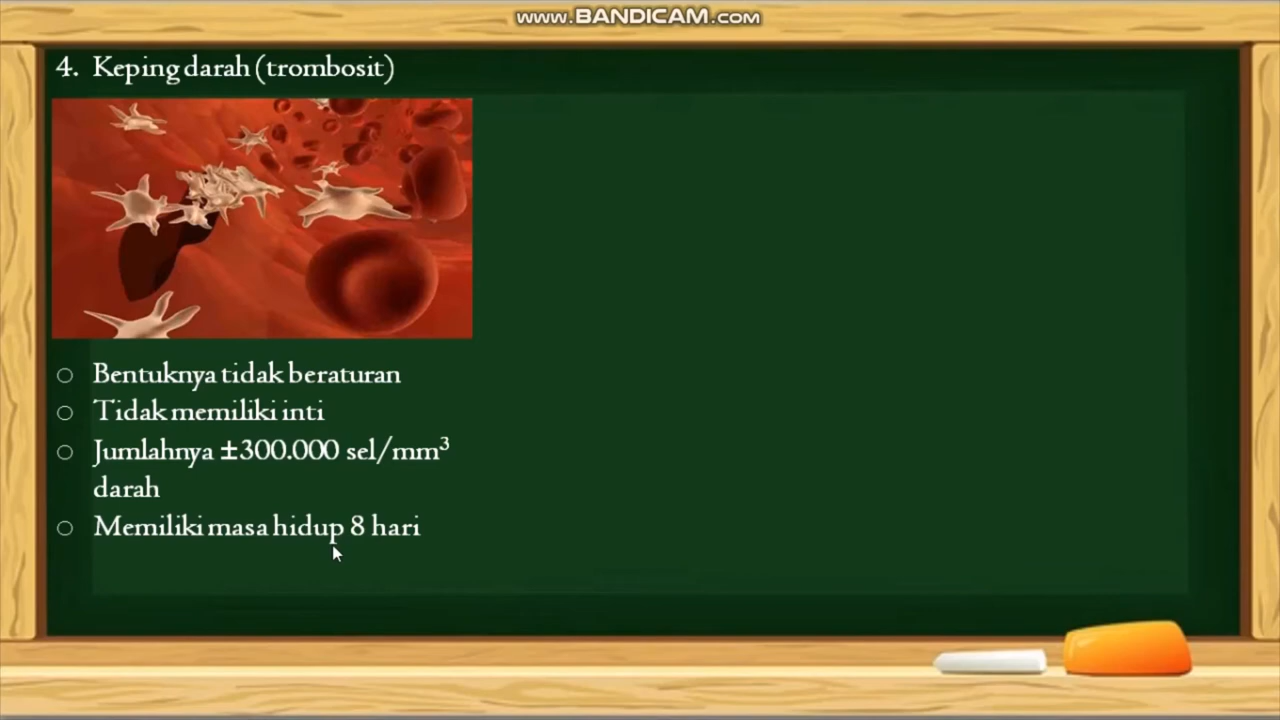 www.BANDICAM.com
4. Keping darah (trombosit)
○ Bentuknya tidak beraturan
○ Tidak memiliki inti
○ Jumlahnya ±300.000 sel/mm³
darah
○ Memiliki masa hidup 8 hari